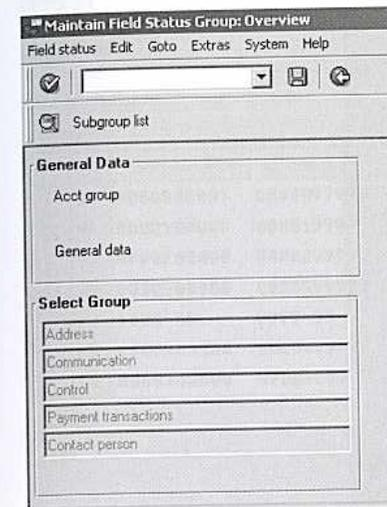 Maintain Field Status Group: Overview
Field status Edit Goto Extras System Help
Subgroup list
General Data
Acct group
General data
Select Group
Address
Communication
Control
Payment transactions
Contact person